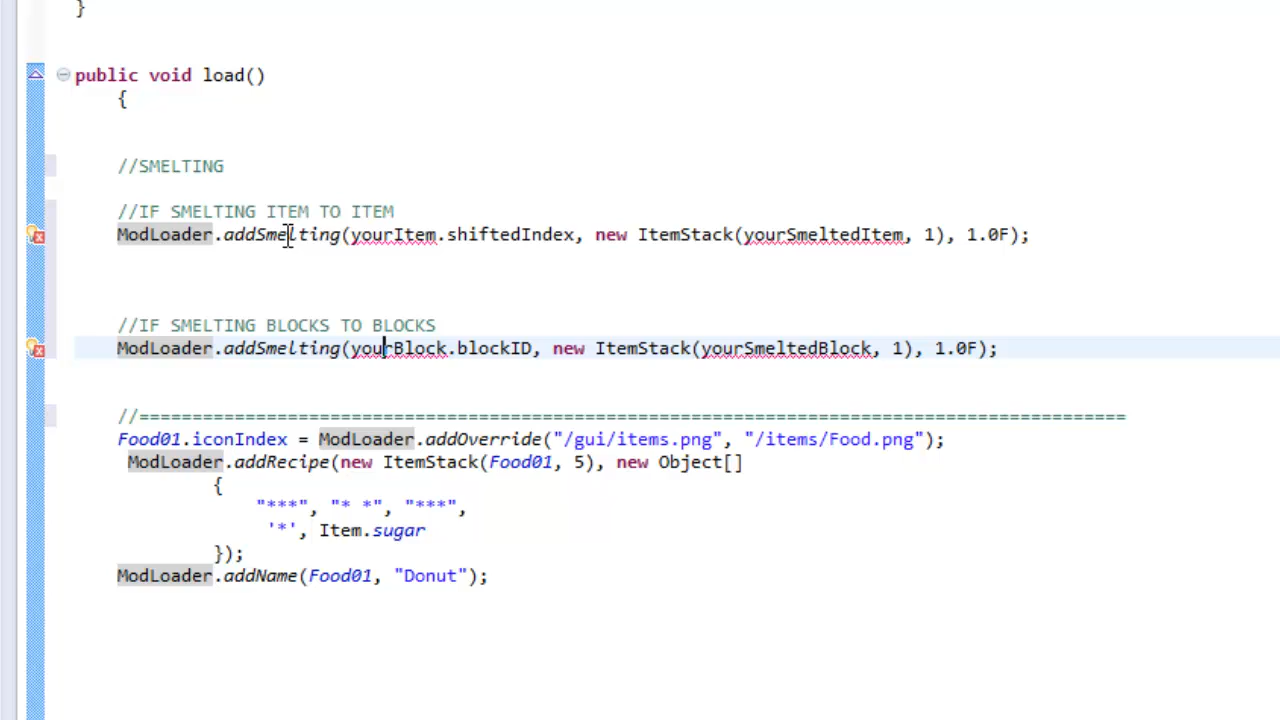 }
public void load()
{
//SMELTING
//IF SMELTING ITEM TO ITEM
ModLoader.addSmelting(yourItem.shiftedIndex, new ItemStack(yourSmeltedItem, 1), 1.0F);
//IF SMELTING BLOCKS TO BLOCKS
ModLoader.addSmelting(yourBlock.blockID, new ItemStack(yourSmeltedBlock, 1), 1.0F);
//=============================================================================================
Food01.iconIndex = ModLoader.addOverride("/gui/items.png", "/items/Food.png");
ModLoader.addRecipe(new ItemStack(Food01, 5), new Object[]
{
"***", "* *", "***",
'*', Item.sugar
});
ModLoader.addName(Food01, "Donut");